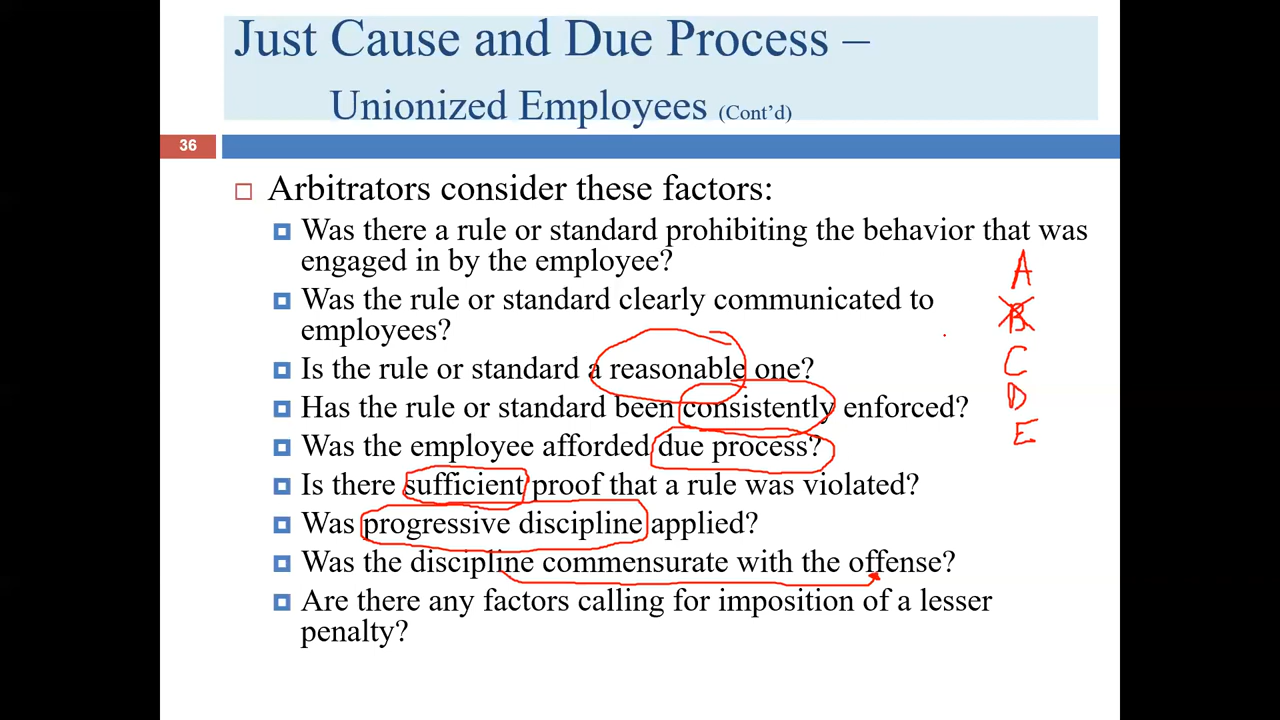 Just Cause and Due Process –
Unionized Employees (Cont'd)
36
Arbitrators consider these factors:
Was there a rule or standard prohibiting the behavior that was
engaged in by the employee?
A
Was the rule or standard clearly communicated to
B
employees?
C
Is the rule or standard a reasonable one?
D
Has the rule or standard been consistently enforced?
E
Was the employee afforded due process?
Is there sufficient proof that a rule was violated?
Was progressive discipline applied?
Was the discipline commensurate with the offense?
Are there any factors calling for imposition of a lesser
penalty?